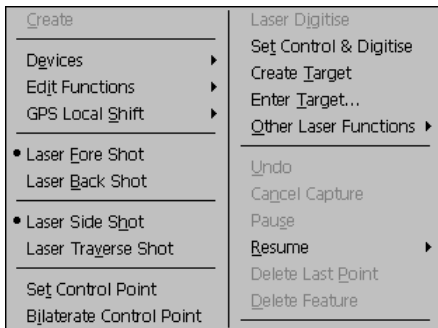 Create
Devices
Edit Functions
GPS Local Shift
Laser Fore Shot
Laser Back Shot
Laser Side Shot
Laser Traverse Shot
Set Control Point
Bilaterate Control Point
Laser Digitise
Set Control & Digitise
Create Target
Enter Target...
Other Laser Functions
Undo
Cancel Capture
Pause
Resume
Delete Last Point
Delete Feature